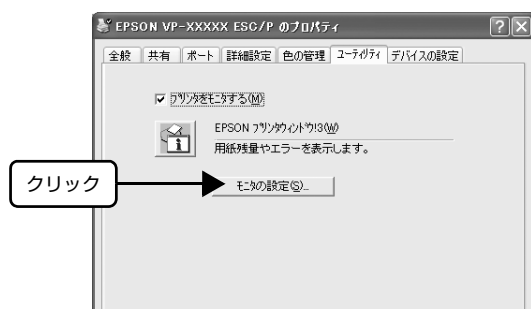 EPSON VP-XXXXX ESC/P のプロパティ
全般 共有 ポート 詳細設定 色の管理 ユーティリティ デバイスの設定
プリンタをモニタする(M)
EPSON プリンタウィンドウ!3(W)
用紙残量やエラーを表示します。
クリック
モニタの設定(S)...